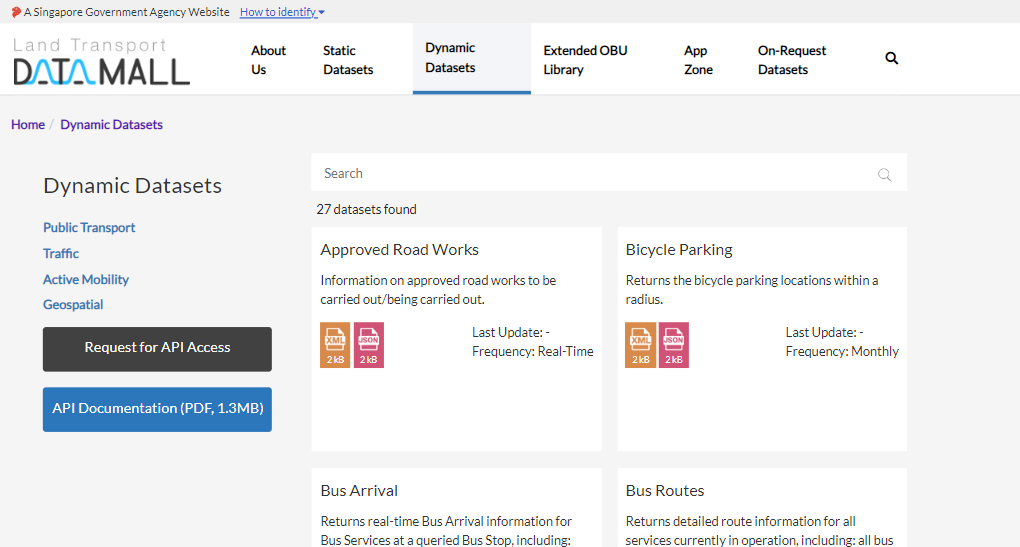 A Singapore Government Agency Website How to identify
Land Transport
DATAMALL
About Us
Static Datasets
Dynamic Datasets
Extended OBU Library
App Zone
On-Request Datasets
Home / Dynamic Datasets
Dynamic Datasets
Public Transport
Traffic
Active Mobility
Geospatial
Request for API Access
API Documentation (PDF, 1.3MB)
Search
27 datasets found
Approved Road Works
Information on approved road works to be
carried out/being carried out.
XML 2 kB
JSON 2 kB
Last Update: -
Frequency: Real-Time
Bicycle Parking
Returns the bicycle parking locations within a
radius.
XML 2 kB
JSON 2 kB
Last Update: -
Frequency: Monthly
Bus Arrival
Returns real-time Bus Arrival information for
Bus Services at a queried Bus Stop, including:
Bus Routes
Returns detailed route information for all
services currently in operation, including: all bus